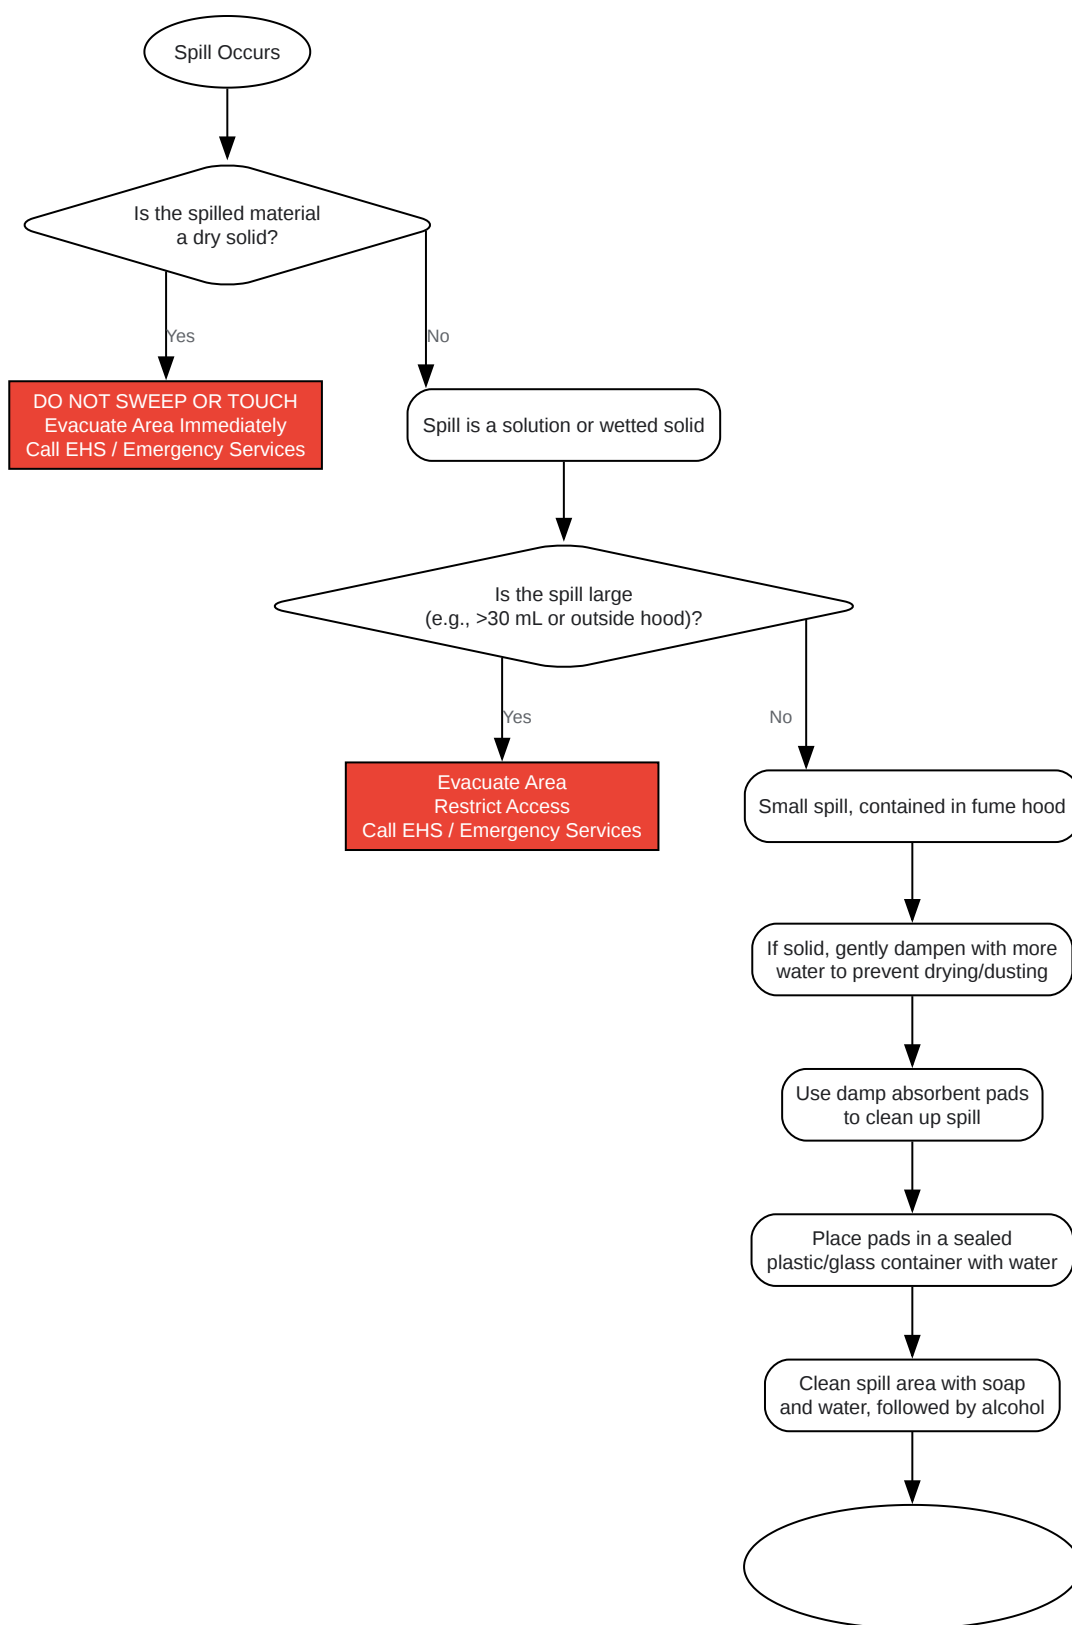 Spill Occurs
Is the spilled material
a dry solid?
Yes
No
DO NOT SWEEP OR TOUCH
Evacuate Area Immediately
Call EHS / Emergency Services
Spill is a solution or wetted solid
Is the spill large
(e.g., >30 mL or outside hood)?
Yes
No
Evacuate Area
Restrict Access
Call EHS / Emergency Services
Small spill, contained in fume hood
If solid, gently dampen with more
water to prevent drying/dusting
Use damp absorbent pads
to clean up spill
Place pads in a sealed
plastic/glass container with water
Clean spill area with soap
and water, followed by alcohol